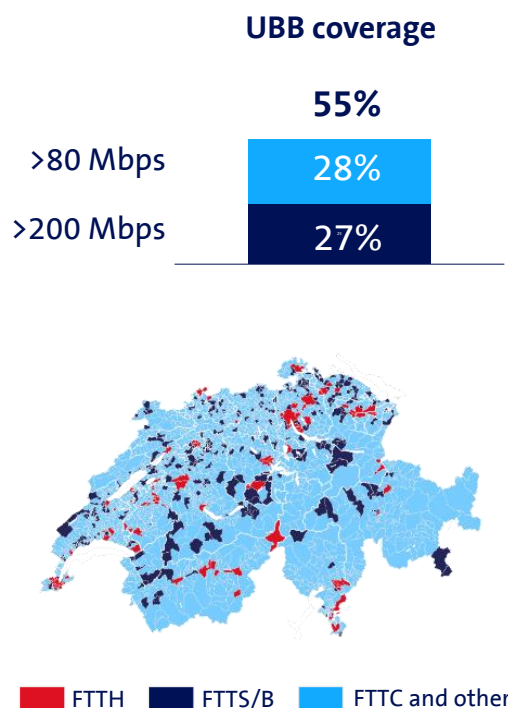 UBB coverage
55%
>80 Mbps 28%
>200 Mbps 27%
FTTH FTTS/B FTTC and other